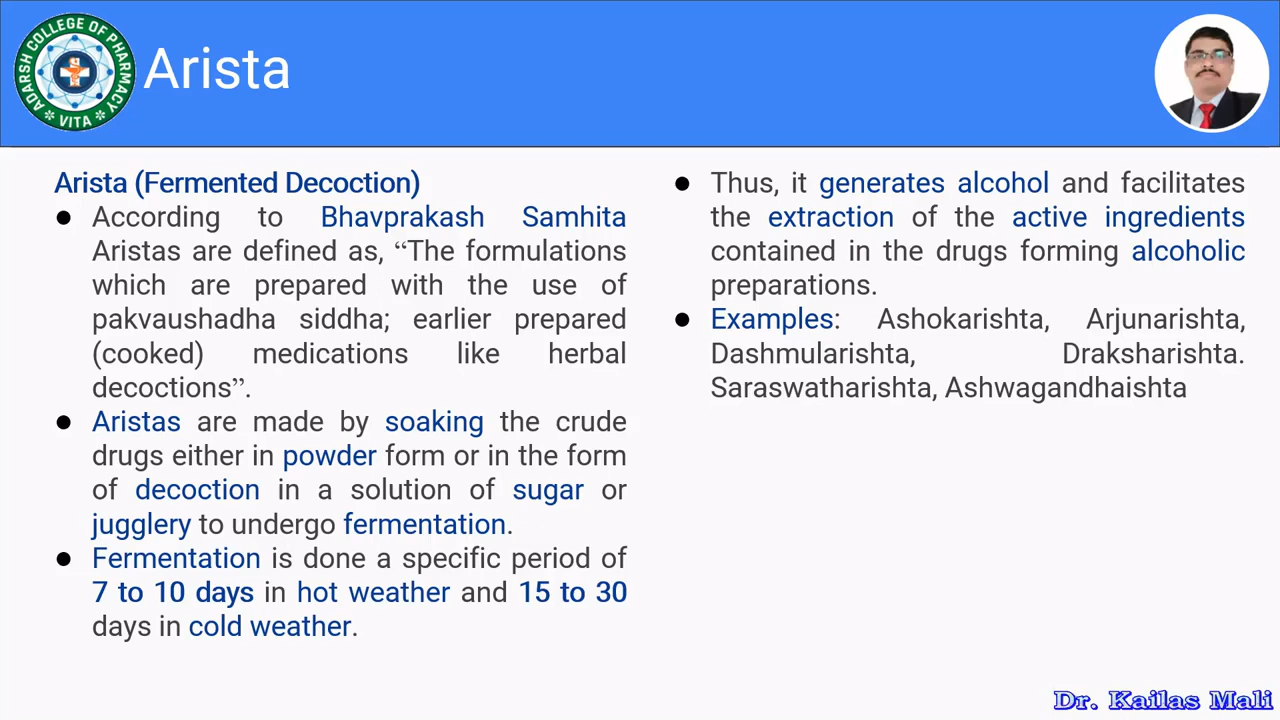 ADARSH COLLEGE OF PHARMACY
VITA
Arista
Arista (Fermented Decoction)
● According to Bhavprakash Samhita
Aristas are defined as, “The formulations
which are prepared with the use of
pakvaushadha siddha; earlier prepared
(cooked) medications like herbal
decoctions”.
● Aristas are made by soaking the crude
drugs either in powder form or in the form
of decoction in a solution of sugar or
jugglery to undergo fermentation.
● Fermentation is done a specific period of
7 to 10 days in hot weather and 15 to 30
days in cold weather.
● Thus, it generates alcohol and facilitates
the extraction of the active ingredients
contained in the drugs forming alcoholic
preparations.
● Examples: Ashokarishta, Arjunarishta,
Dashmularishta, Draksharishta.
Saraswatharishta, Ashwagandhaishta
Dr. Kailas Mali